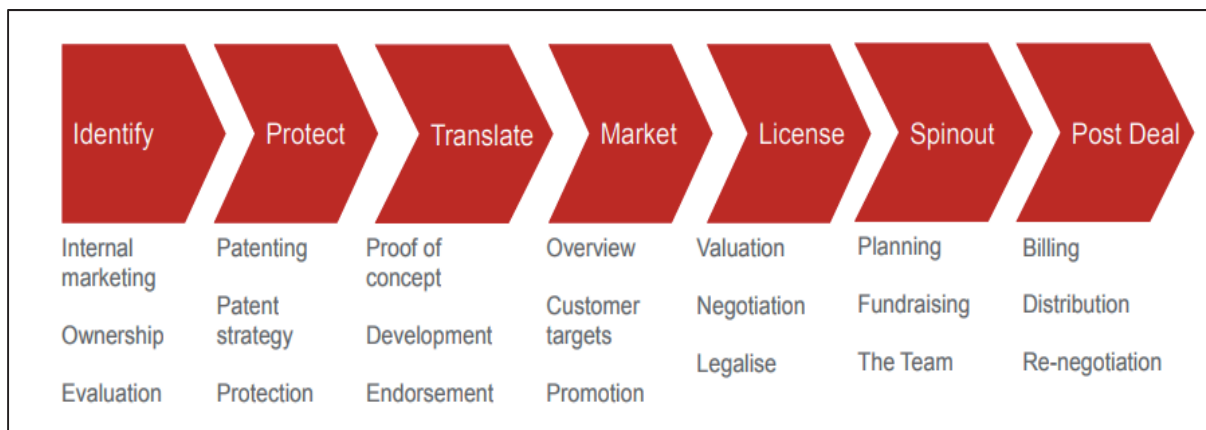 Identify
Protect
Translate
Market
License
Spinout
Post Deal
Internal
marketing
Ownership
Evaluation
Patenting
Patent
strategy
Protection
Proof of
concept
Development
Endorsement
Overview
Customer
targets
Promotion
Valuation
Negotiation
Legalise
Planning
Fundraising
The Team
Billing
Distribution
Re-negotiation